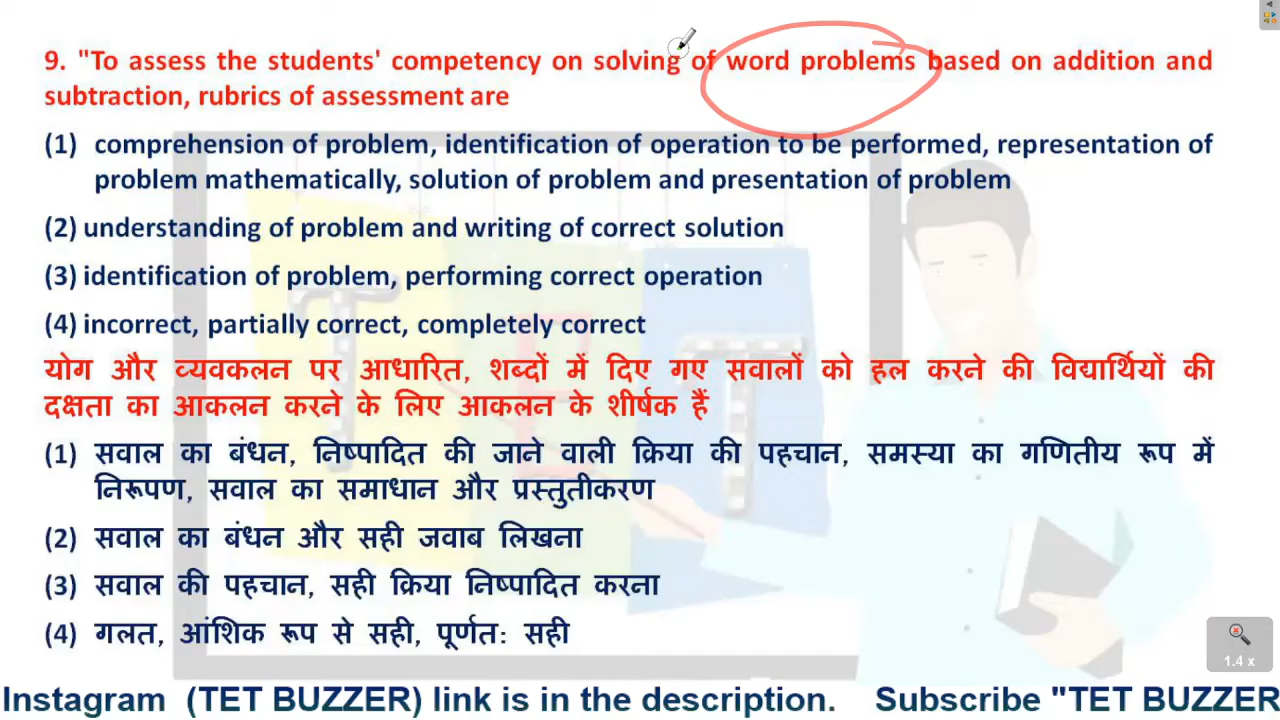 9. "To assess the students' competency on solving of word problems based on addition and
subtraction, rubrics of assessment are
(1) comprehension of problem, identification of operation to be performed, representation of
problem mathematically, solution of problem and presentation of problem
(2) understanding of problem and writing of correct solution
(3) identification of problem, performing correct operation
(4) incorrect, partially correct, completely correct
योग और व्यवकलन पर आधारित, शब्दों में दिए गए सवालों को हल करने की विद्यार्थियों की
दक्षता का आकलन करने के लिए आकलन के शीर्षक हैं
(1) सवाल का बंधन, निष्पादित की जाने वाली क्रिया की पहचान, समस्या का गणितीय रूप में
निरूपण, सवाल का समाधान और प्रस्तुतीकरण
(2) सवाल का बंधन और सही जवाब लिखना
(3) सवाल की पहचान, सही क्रिया निष्पादित करना
(4) गलत, आंशिक रूप से सही, पूर्णतः सही
1.4 x
Instagram (TET BUZZER) link is in the description. Subscribe "TET BUZZER